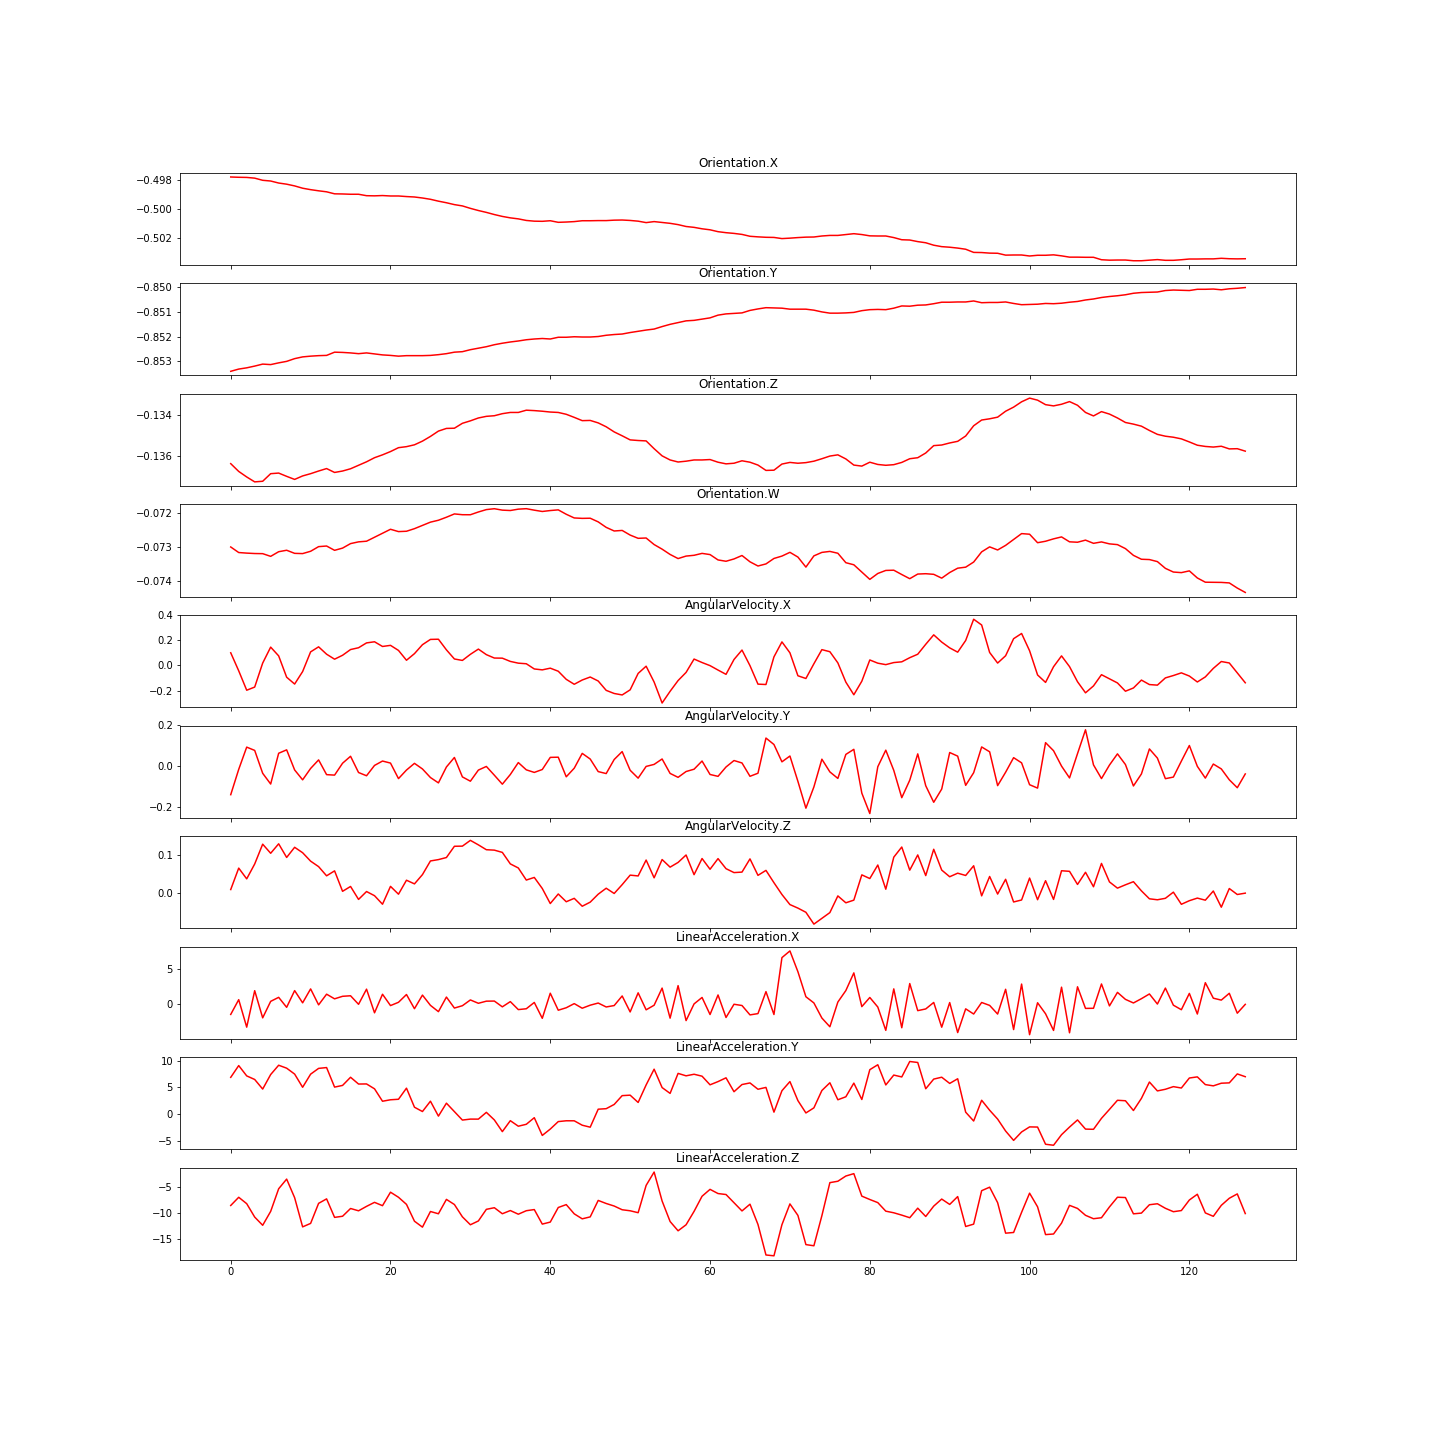 Orientation.X
−0.498
−0.500
−0.502
Orientation.Y
−0.850
−0.851
−0.852
−0.853
Orientation.Z
−0.134
−0.136
Orientation.W
−0.072
−0.073
−0.074
AngularVelocity.X
0.4
0.2
0.0
−0.2
AngularVelocity.Y
0.2
0.0
−0.2
AngularVelocity.Z
0.1
0.0
LinearAcceleration.X
5
0
LinearAcceleration.Y
10
5
0
−5
LinearAcceleration.Z
−5
−10
−15
0 20 40 60 80 100 120